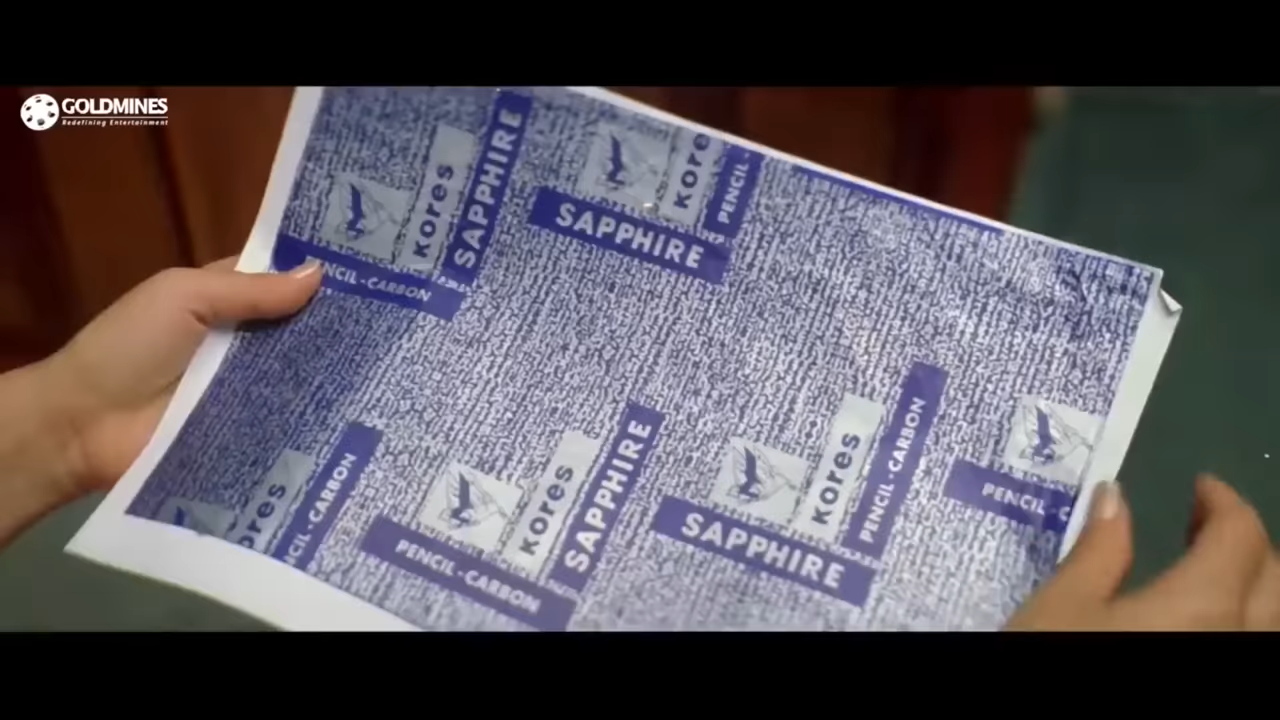 GOLDMINES
Redefining Entertainment
Kores
SAPPHIRE
PENCIL-CARBON
Kores
PENCIL-
SAPPHIRE
Kores
PENCIL-CARBON
Kores
SAPPHIRE
PENCIL-CARBON
Kores
PENCIL-CARBON
SAPPHIRE
PENCIL-C